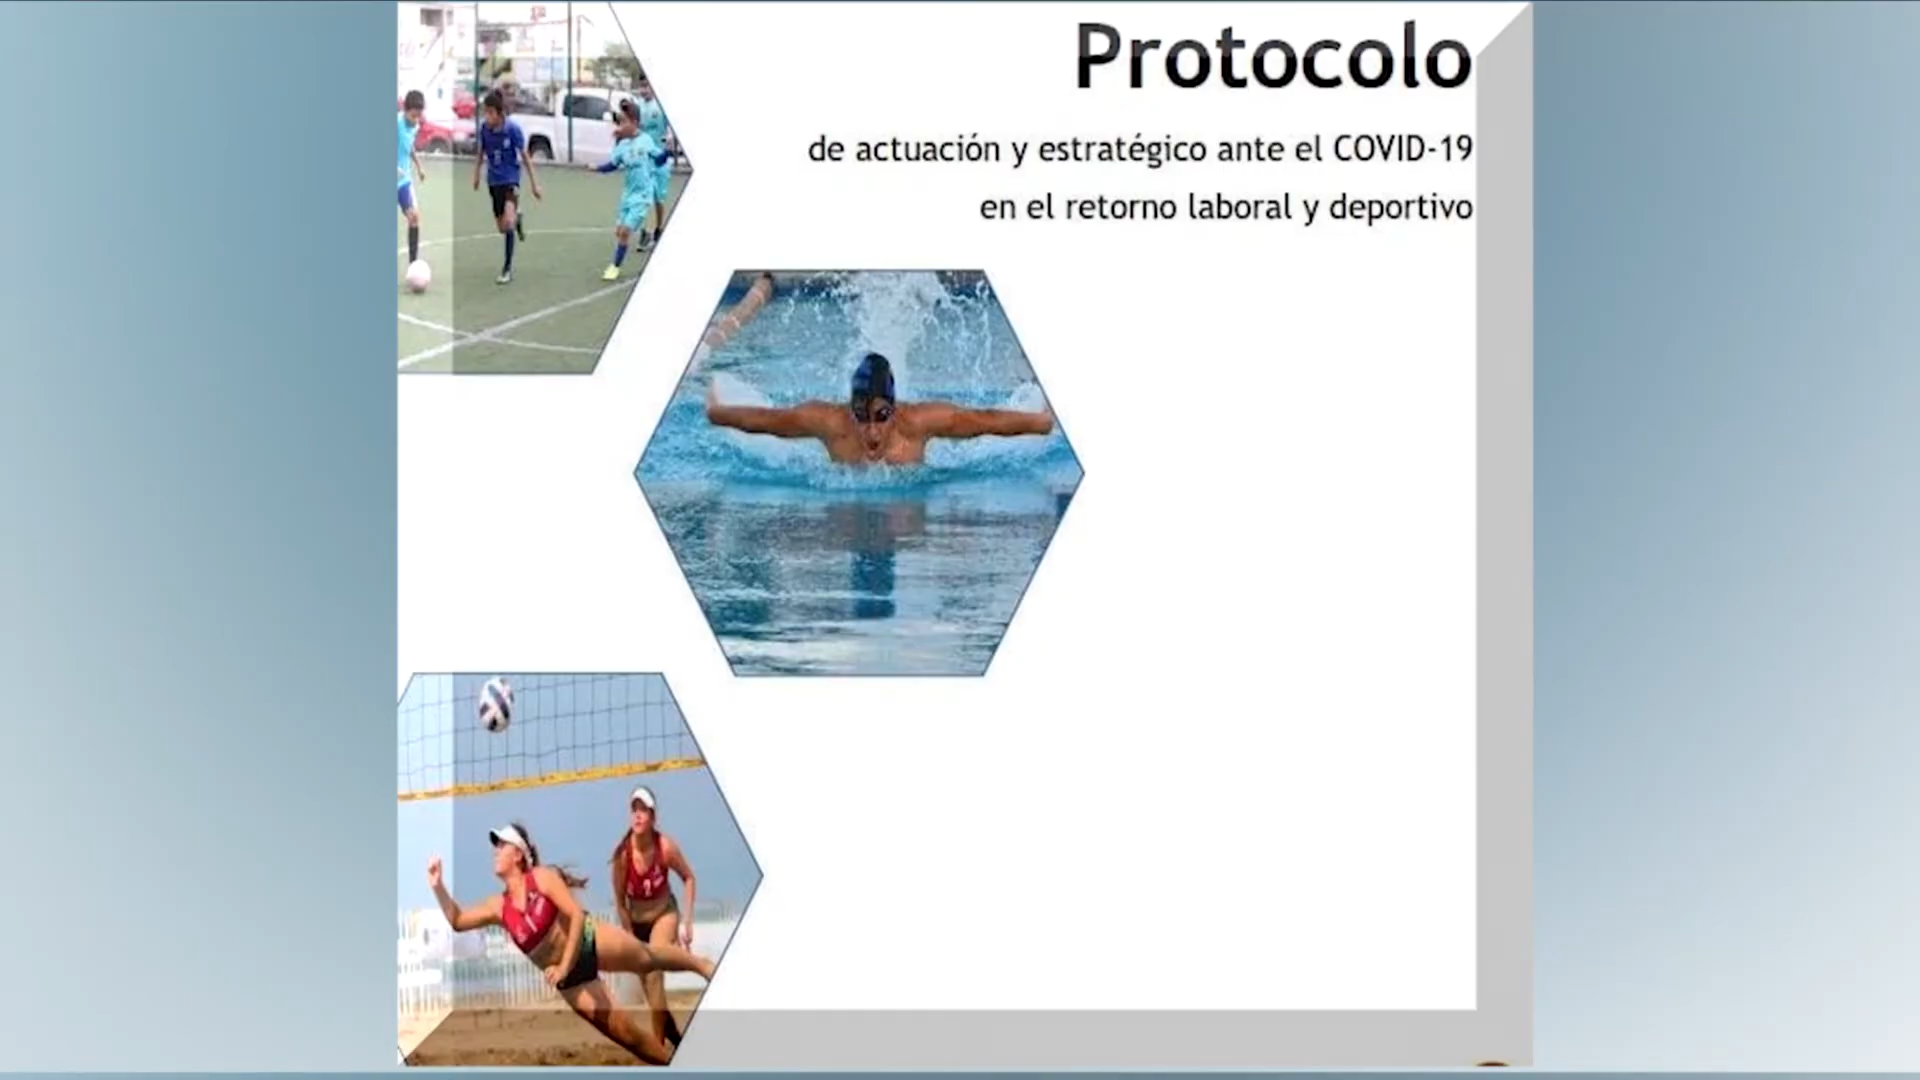 Protocolo
de actuación y estratégico ante el COVID-19
en el retorno laboral y deportivo